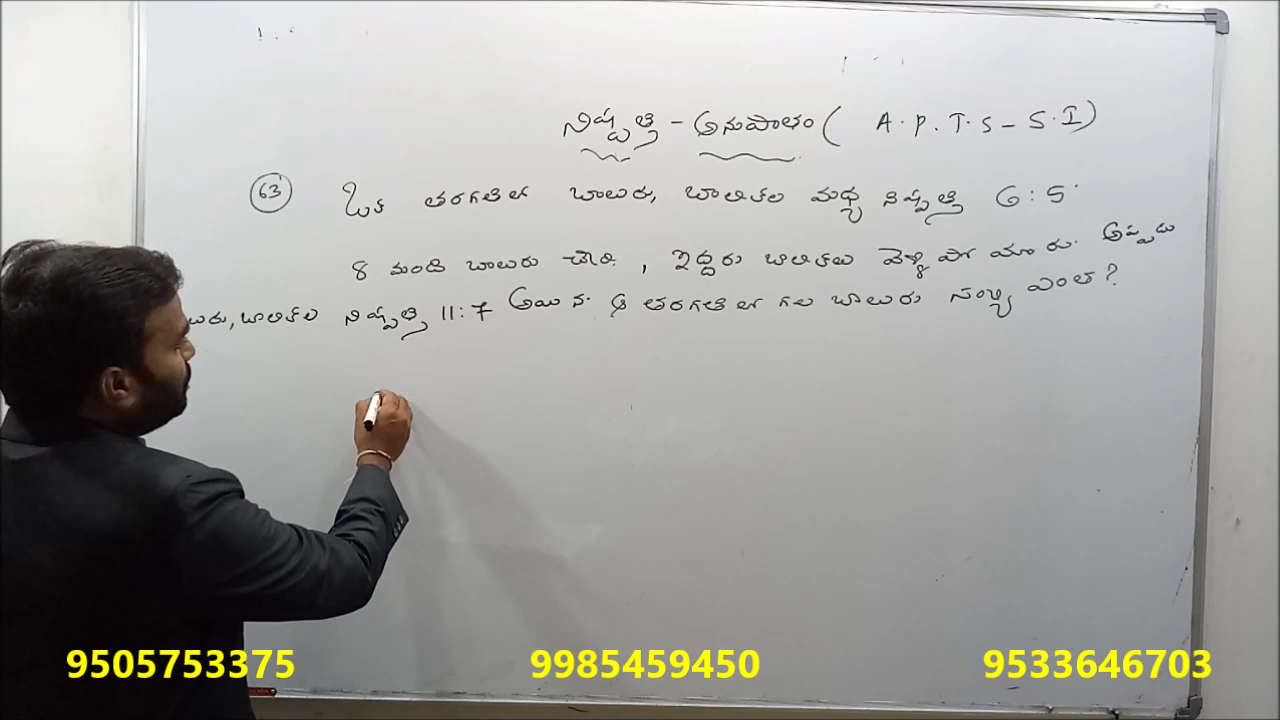 నిష్పత్తి - అనుపాతం ( A.P. T.S - S.I )
63 ఒక తరగతిలో బాలురు, బాలికల మధ్య నిష్పత్తి 6:5
8 మంది బాలురు చేరి, ఇద్దరు బాలికలు వెళ్ళి పోయారు. అప్పుడు
లురు, బాలికల నిష్పత్తి 11:7 అయిన ఆ తరగతిలో గల బాలురు సంఖ్య ఎంత?
9505753375 9985459450 9533646703